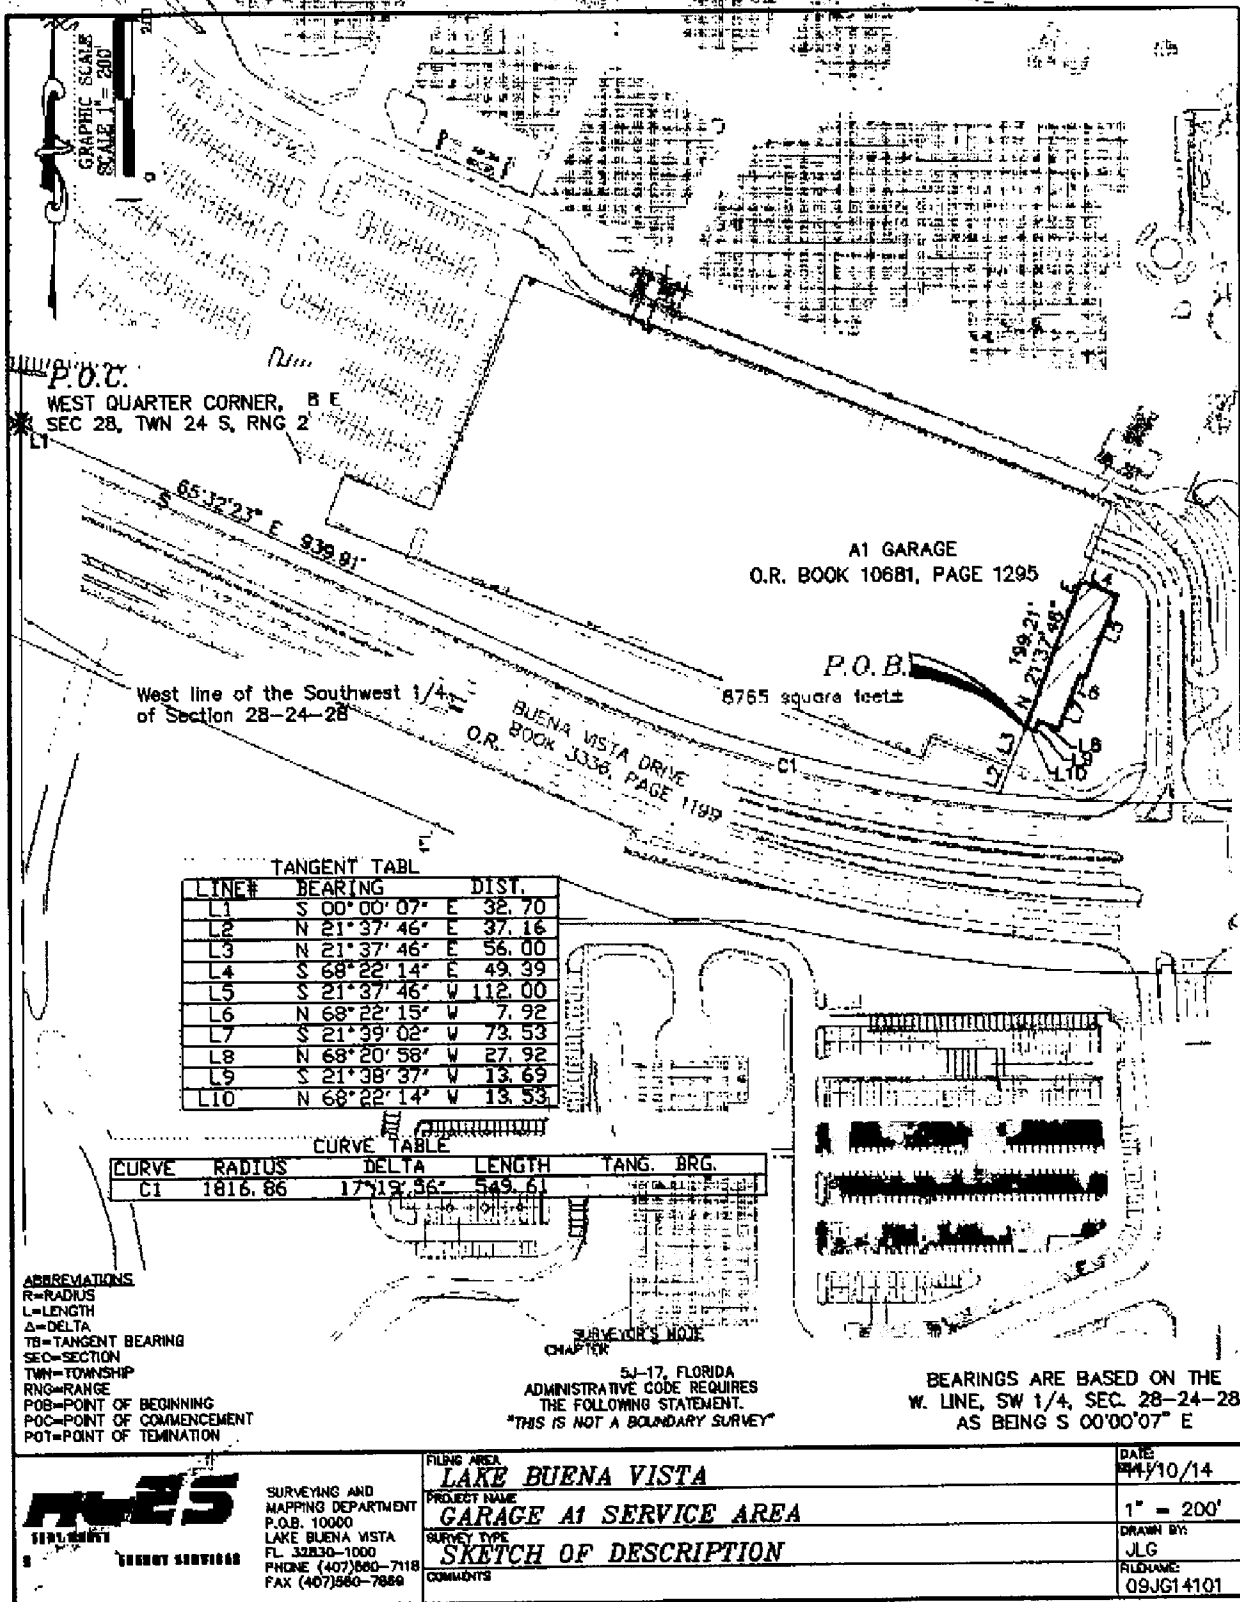 GRAPHIC SCALE
SCALE 1" = 200'
0
P.O.C.
WEST QUARTER CORNER,
SEC 28, TWN 24 S, RNG 2
8 E
L1
S 65°32'23" E 939.91'
A1 GARAGE
O.R. BOOK 10681, PAGE 1295
199.21'
N 21°37'46" E
L4
L5
P.O.B.
8765 square feet±
L6
L7
L8
L9
L10
L3
L2
C1
West line of the Southwest 1/4
of Section 28-24-28
BUENA VISTA DRIVE
O.R. BOOK 3336, PAGE 1199
TANGENT TABL
LINE# BEARING DIST.
L1 S 00°00'07" E 32.70
L2 N 21°37'46" E 37.16
L3 N 21°37'46" E 56.00
L4 S 68°22'14" E 49.39
L5 S 21°37'46" W 112.00
L6 N 68°22'15" W 7.92
L7 S 21°39'02" W 73.53
L8 N 68°20'58" W 27.92
L9 S 21°38'37" W 13.69
L10 N 68°22'14" W 13.53
CURVE TABLE
CURVE RADIUS DELTA LENGTH TANG. BRG.
C1 1816.86 17°19'56" 549.61
ABBREVIATIONS
R=RADIUS
L=LENGTH
Δ=DELTA
TB=TANGENT BEARING
SEC=SECTION
TWN=TOWNSHIP
RNG=RANGE
POB=POINT OF BEGINNING
POC=POINT OF COMMENCEMENT
POT=POINT OF TEMINATION
SURVEYOR'S NOTE
CHAPTER
5J-17, FLORIDA
ADMINISTRATIVE CODE REQUIRES
THE FOLLOWING STATEMENT.
"THIS IS NOT A BOUNDARY SURVEY"
BEARINGS ARE BASED ON THE
W. LINE, SW 1/4, SEC. 28-24-28
AS BEING S 00°00'07" E
ENERGY SERVICES
SURVEYING AND
MAPPING DEPARTMENT
P.O.B. 10000
LAKE BUENA VISTA
FL 32830-1000
PHONE (407)560-7118
FAX (407)560-7869
FILING AREA
LAKE BUENA VISTA
PROJECT NAME
GARAGE A1 SERVICE AREA
SURVEY TYPE
SKETCH OF DESCRIPTION
COMMENTS
DATE:
/10/14
1" = 200'
DRAWN BY:
JLG
FILENAME:
09JG14101